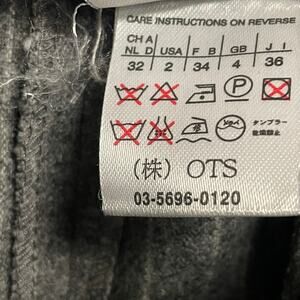 CARE INSTRUCTIONS ON REVERSE
CH A NL D USA F B GB J I
32 2 34 4 36
P
(株) OTS
タンブラー
乾燥禁止
03-5696-0120